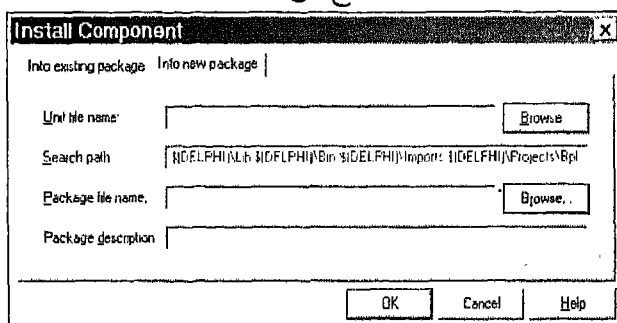 Install Component
Into existing package Into new package
Unit file name:
Browse
Search path
$(DELPHI)\Lib $(DELPHI)\Bin $(DELPHI)\Imports $(DELPHI)\Projects\Bpl
Package file name,
Browse..
Package description
OK Cancel Help